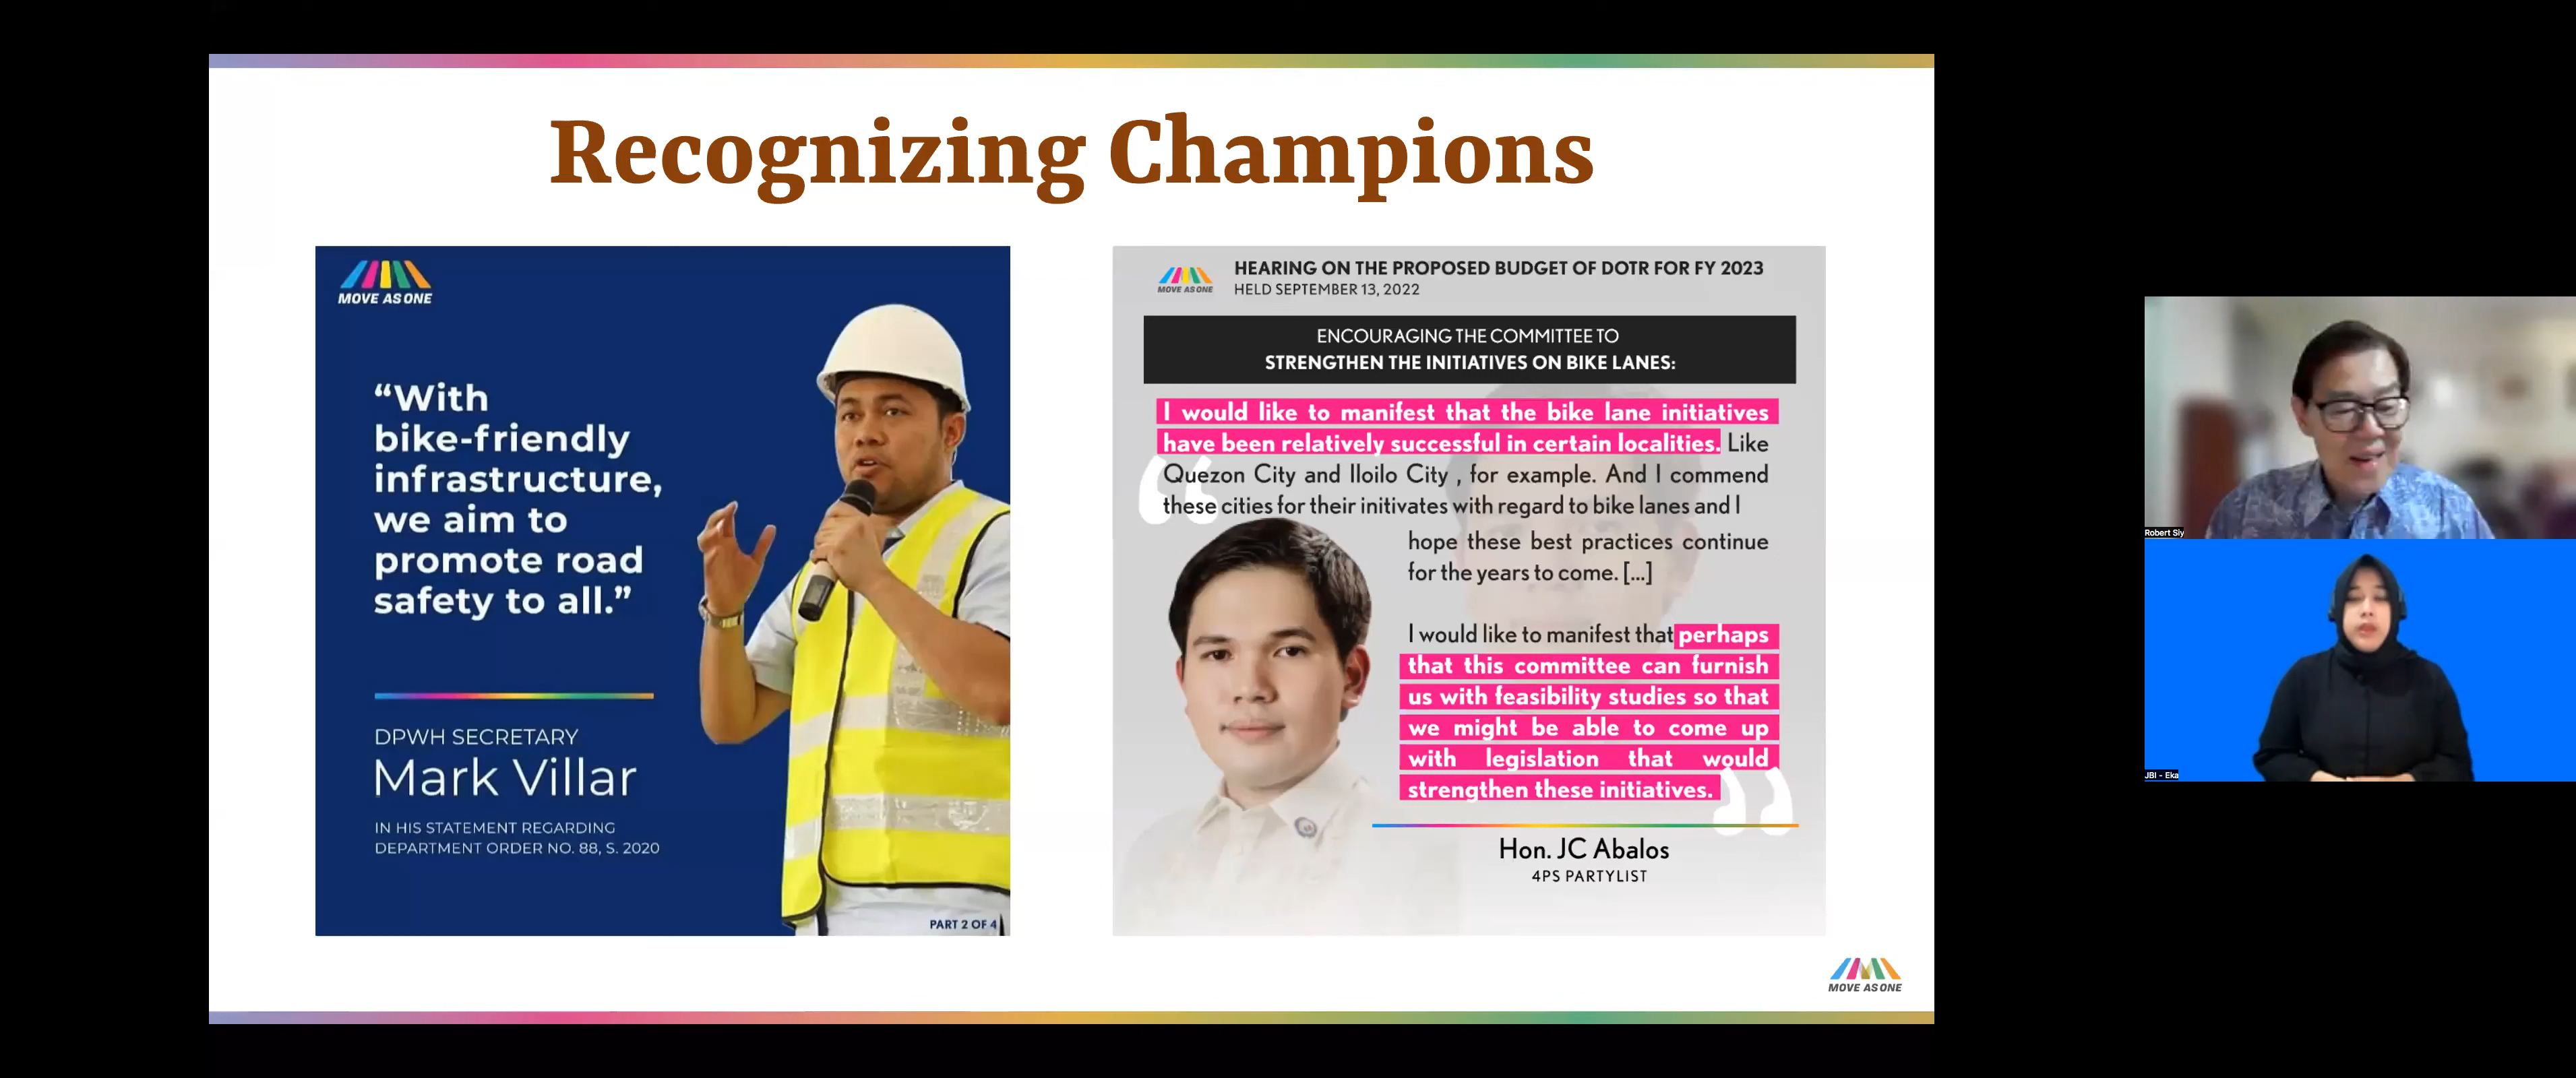 Recognizing Champions
MOVE AS ONE
“With
bike-friendly
infrastructure,
we aim to
promote road
safety to all.”
DPWH SECRETARY
Mark Villar
IN HIS STATEMENT REGARDING
DEPARTMENT ORDER NO. 88, S. 2020
PART 2 OF 4
MOVE AS ONE
HEARING ON THE PROPOSED BUDGET OF DOTR FOR FY 2023
HELD SEPTEMBER 13, 2022
ENCOURAGING THE COMMITTEE TO
STRENGTHEN THE INITIATIVES ON BIKE LANES:
“
I would like to manifest that the bike lane initiatives
have been relatively successful in certain localities. Like
Quezon City and Iloilo City , for example. And I commend
these cities for their initivates with regard to bike lanes and I
hope these best practices continue
for the years to come. [...]
I would like to manifest that perhaps
that this committee can furnish
us with feasibility studies so that
we might be able to come up
with legislation that would
strengthen these initiatives.
”
Hon. JC Abalos
4PS PARTYLIST
MOVE AS ONE
Robert Siy
JBI - Eka